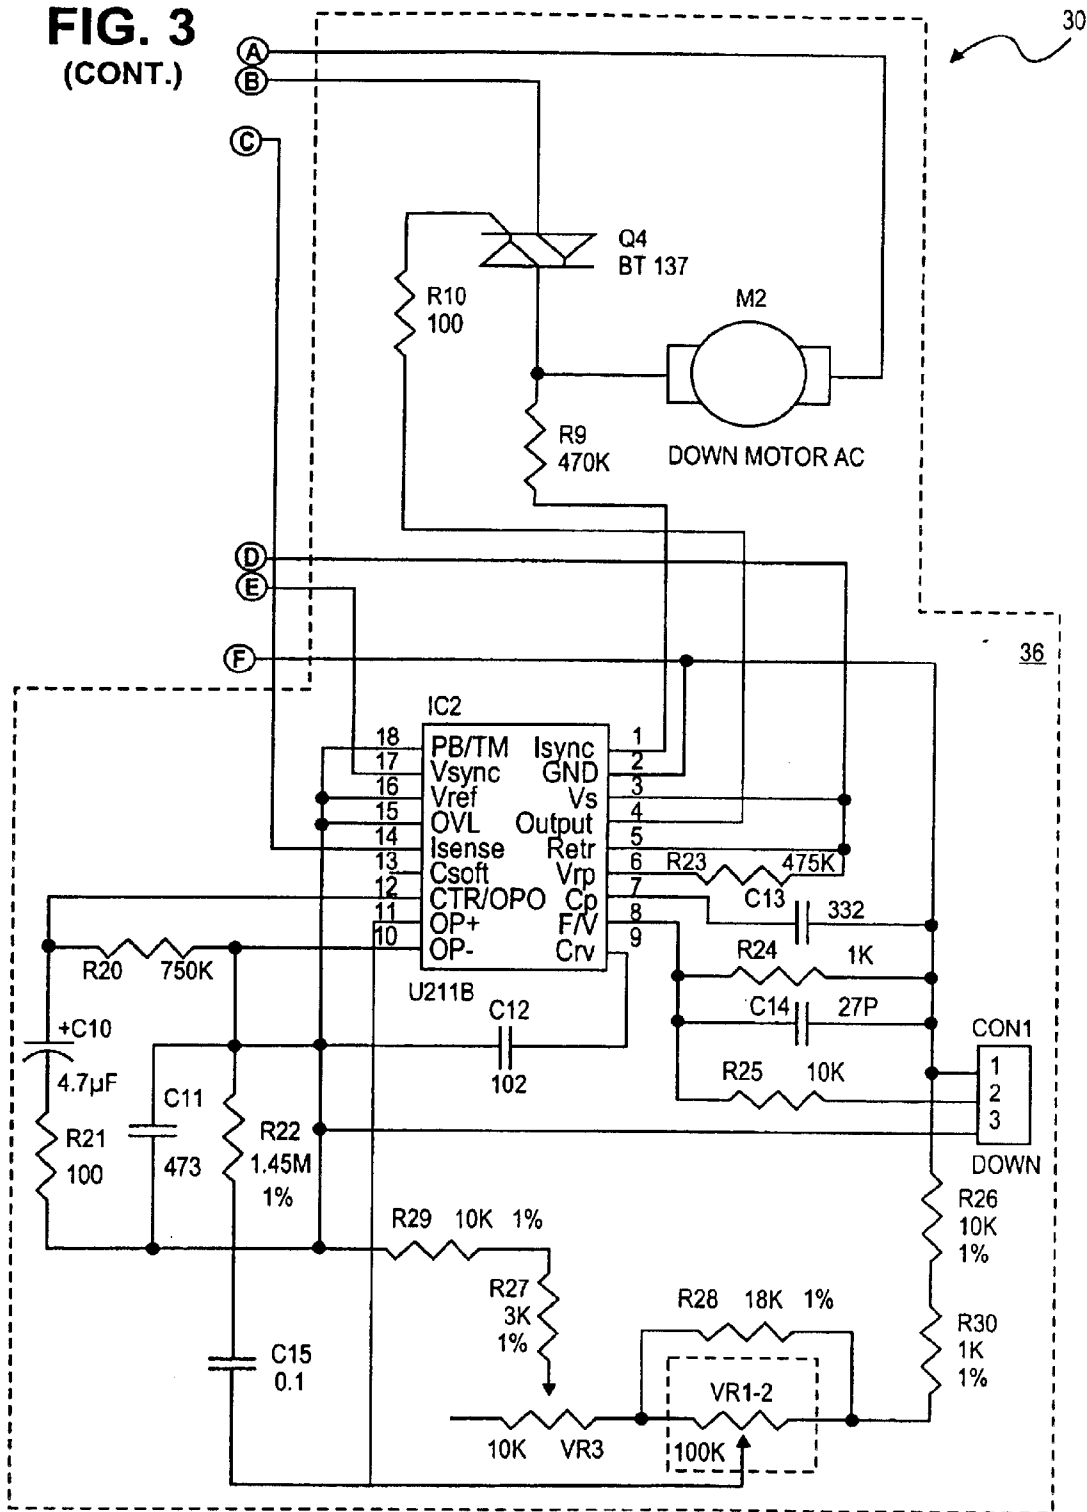 FIG. 3
(CONT.)
30
A
B
C
Q4
BT 137
R10
100
M2
R9
470K
DOWN MOTOR AC
D
E
F
36
IC2
18 PB/TM Isync 1
17 Vsync GND 2
16 Vref Vs 3
15 OVL Output 4
14 Isense Retr 5
13 Csoft Vrp 6
12 CTR/OPO Cp 7
11 OP+ F/V 8
10 OP- Crv 9
U211B
R23 475K
C13 332
R24 1K
C14 27P
R25 10K
CON1
1
2
3
DOWN
R20 750K
+C10
4.7µF
C12
102
C11
473
R21
100
R22
1.45M
1%
R26
10K
1%
R29 10K 1%
R27
3K
1%
R28 18K 1%
R30
1K
1%
C15
0.1
VR1-2
100K
10K VR3